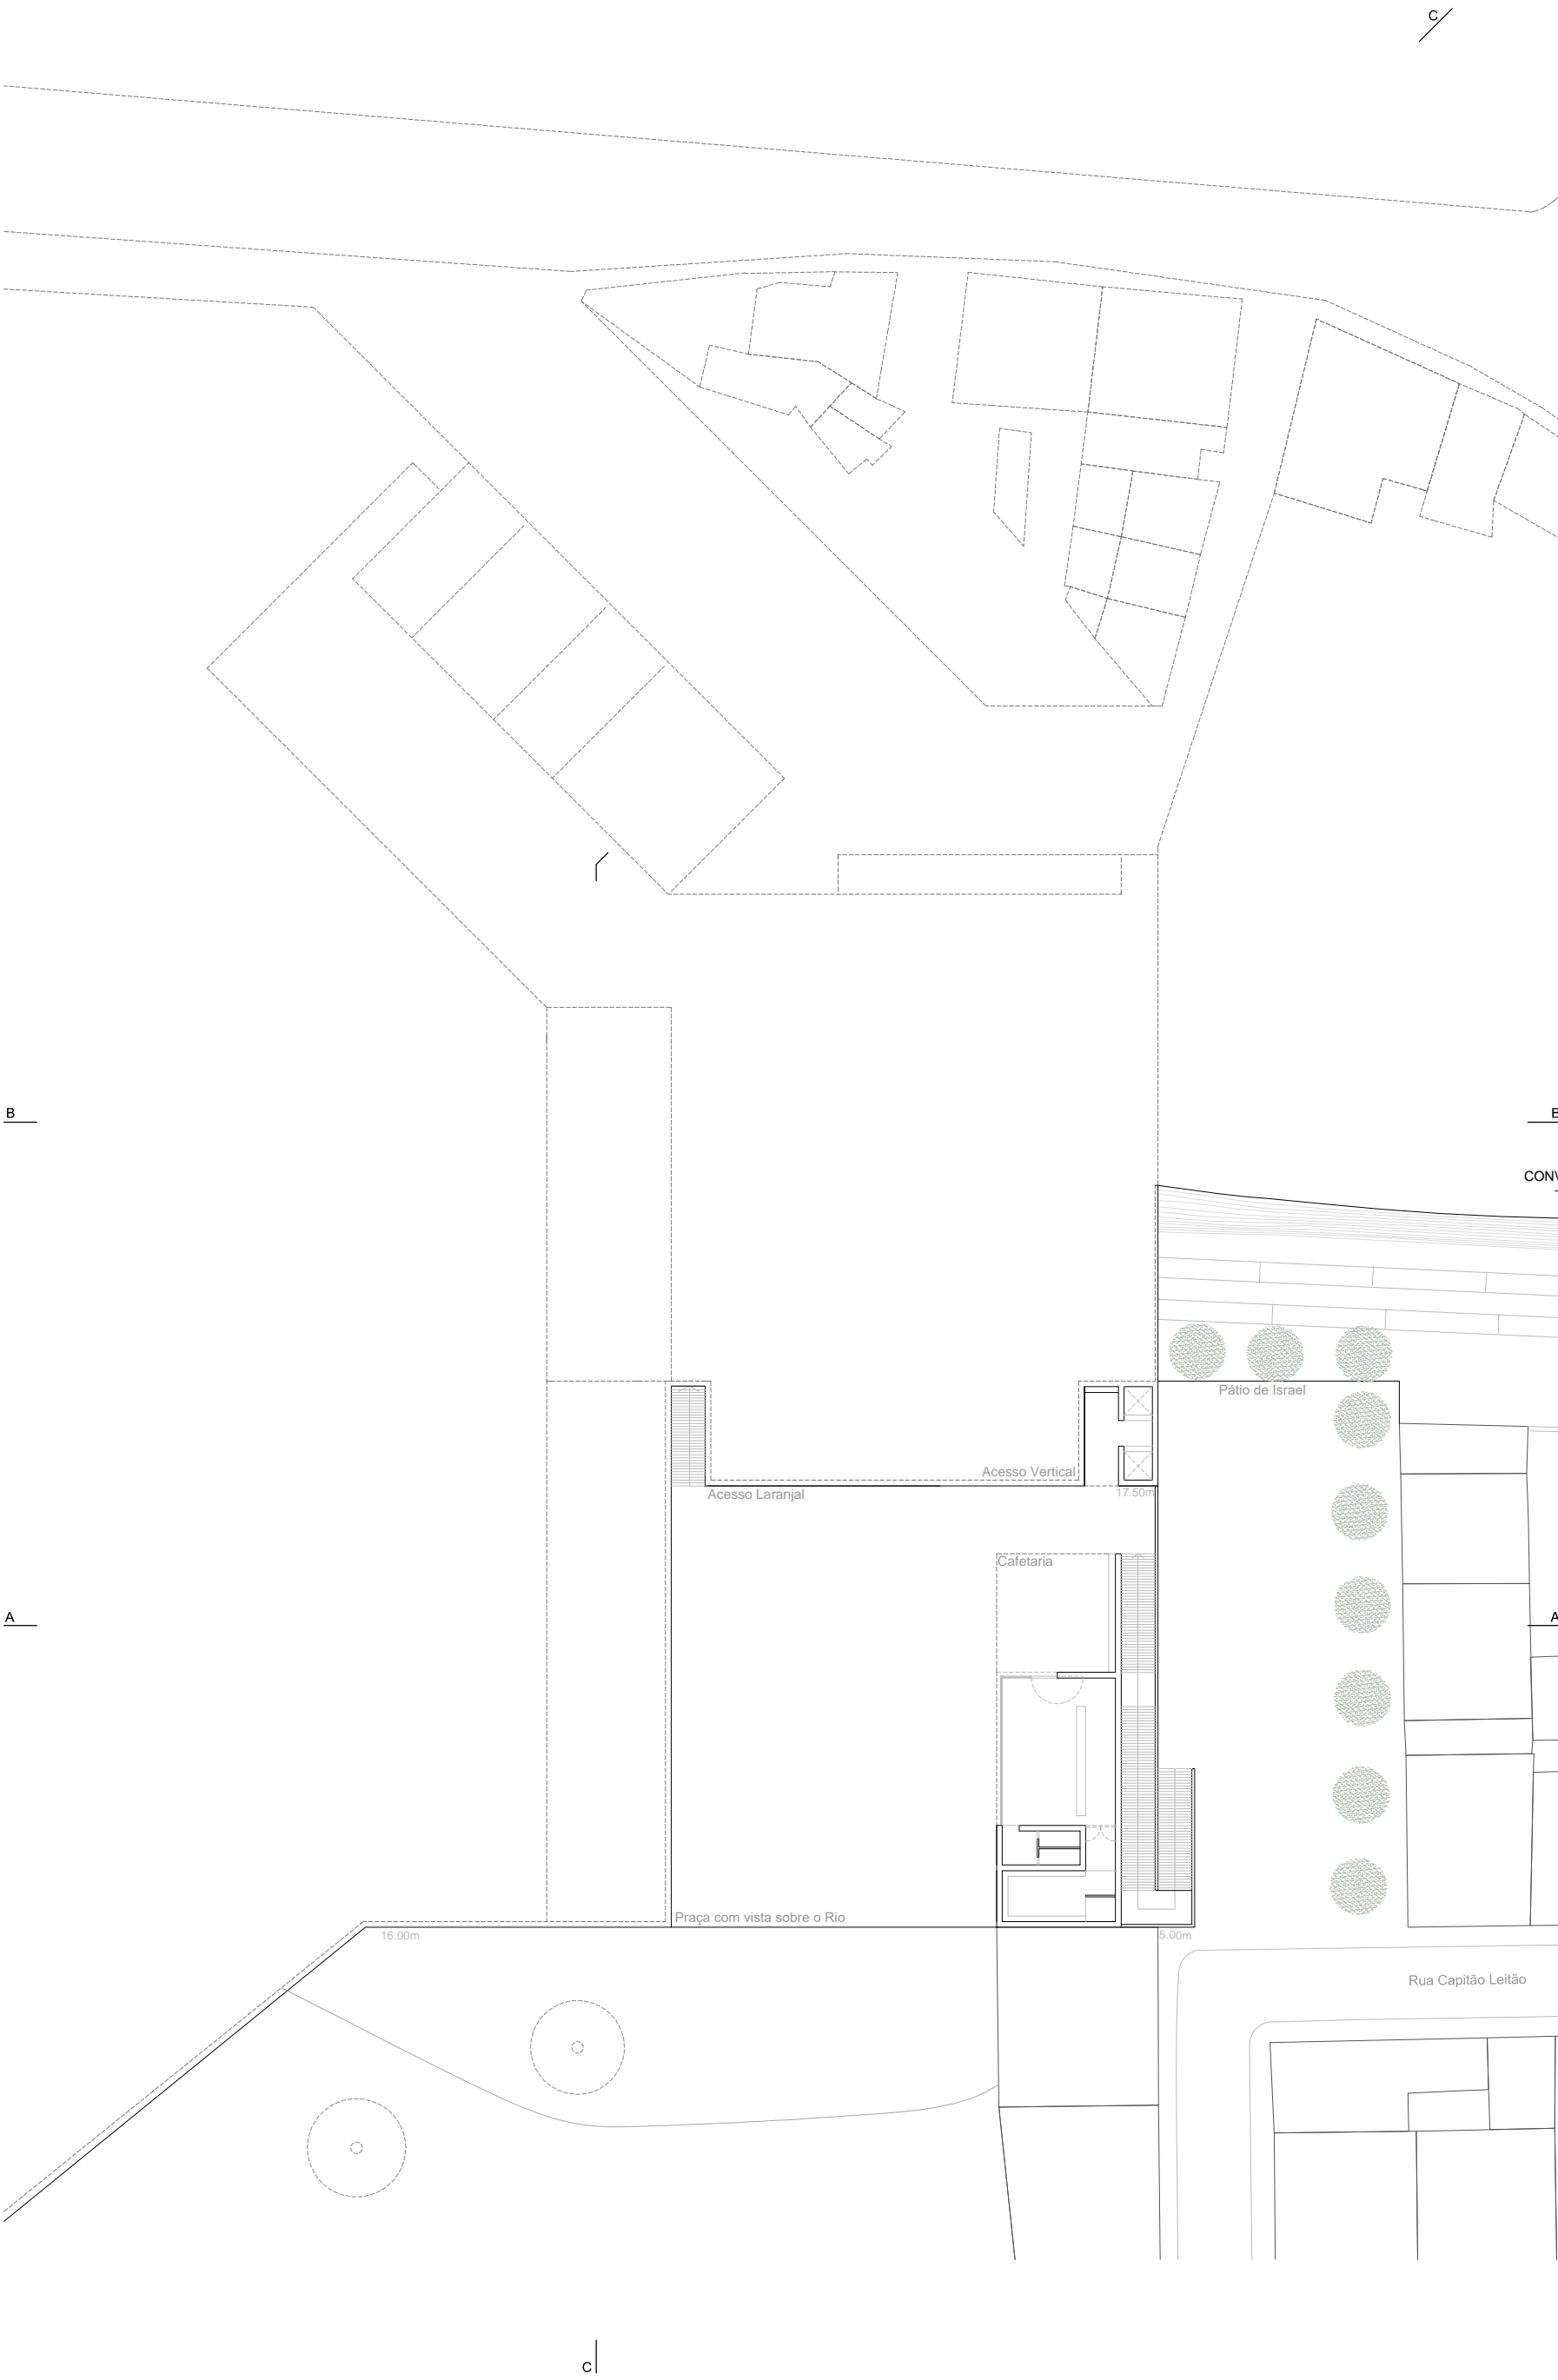 C
B
B
CONV
Pátio de Israel
Acesso Vertical
Acesso Laranjal
17.50m
Cafetaria
A
A
Praça com vista sobre o Rio
16.00m
5.00m
Rua Capitão Leitão
C